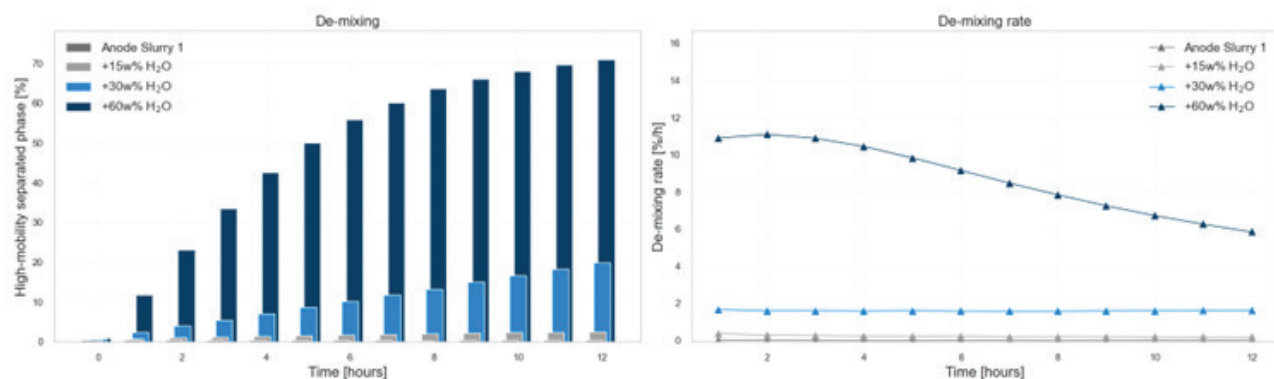 De-mixing
High-mobility separated phase [%]
70
60
50
40
30
20
10
0
Anode Slurry 1
+15w% H₂O
+30w% H₂O
+60w% H₂O
0 2 4 6 8 10 12
Time [hours]
De-mixing rate
De-mixing rate [%/h]
16
14
12
10
8
6
4
2
0
Anode Slurry 1
+15w% H₂O
+30w% H₂O
+60w% H₂O
2 4 6 8 10 12
Time [hours]